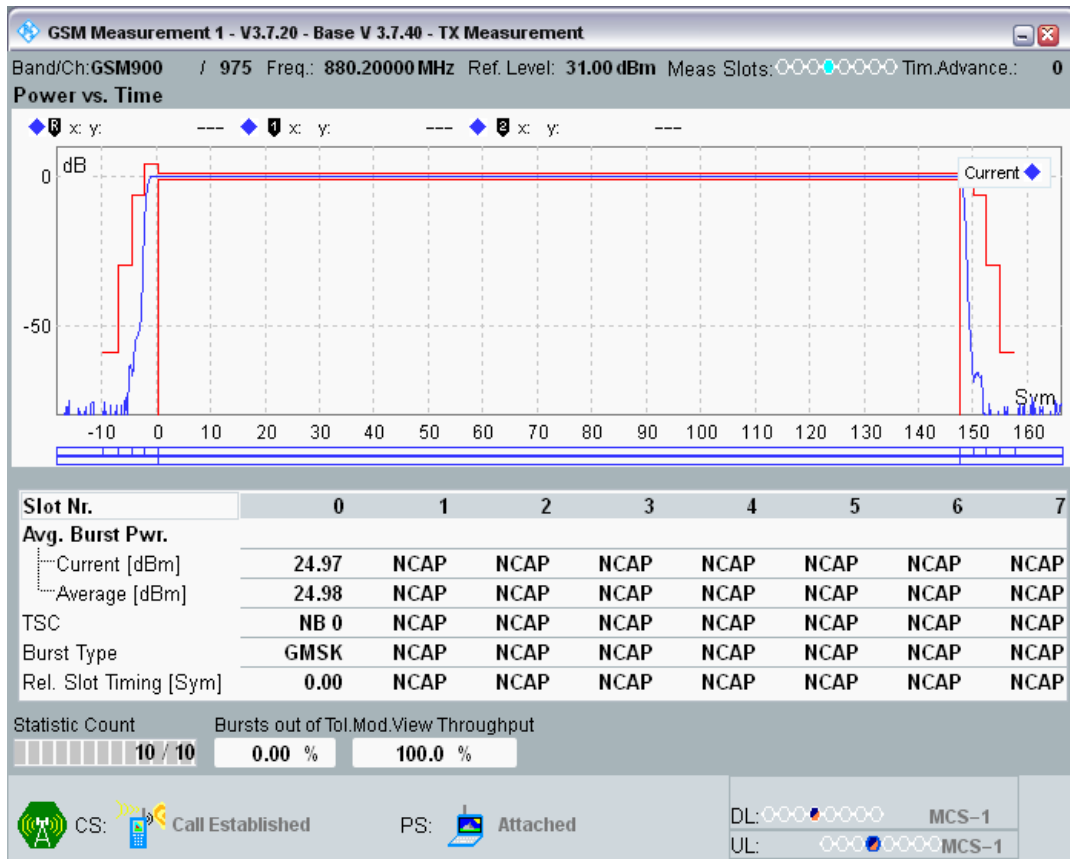 GSM Measurement 1 - V3.7.20 - Base V 3.7.40 - TX Measurement
Band/Ch:GSM900 / 975 Freq.: 880.20000 MHz Ref. Level: 31.00 dBm Meas Slots: Tim.Advance.: 0
Power vs. Time
R x: y: --- 1 x: y: --- 2 x: y: ---
dB
Current
0
-50
Sym
-10 0 10 20 30 40 50 60 70 80 90 100 110 120 130 140 150 160
Slot Nr. 0 1 2 3 4 5 6 7
Avg. Burst Pwr.
Current [dBm] 24.97 NCAP NCAP NCAP NCAP NCAP NCAP NCAP
Average [dBm] 24.98 NCAP NCAP NCAP NCAP NCAP NCAP NCAP
TSC NB 0 NCAP NCAP NCAP NCAP NCAP NCAP NCAP
Burst Type GMSK NCAP NCAP NCAP NCAP NCAP NCAP NCAP
Rel. Slot Timing [Sym] 0.00 NCAP NCAP NCAP NCAP NCAP NCAP NCAP
Statistic Count Bursts out of Tol.Mod.View Throughput
10 / 10 0.00 % 100.0 %
CS: Call Established PS: Attached
DL: MCS-1
UL: MCS-1